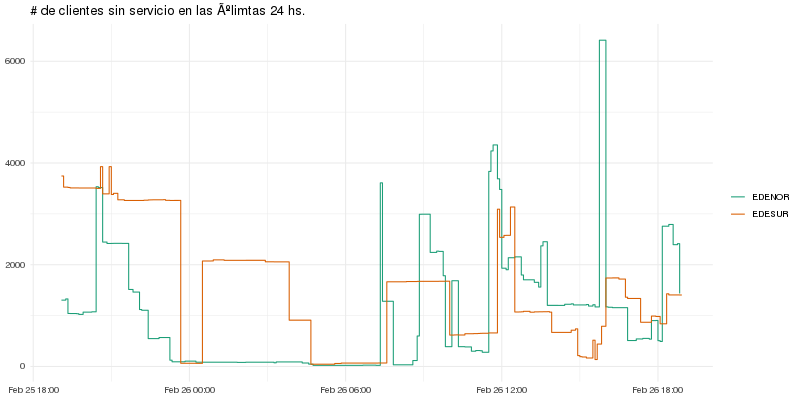 # de clientes sin servicio en las Ãºlimtas 24 hs.
6000
4000
2000
0
Feb 25 18:00
Feb 26 00:00
Feb 26 06:00
Feb 26 12:00
Feb 26 18:00
EDENOR
EDESUR